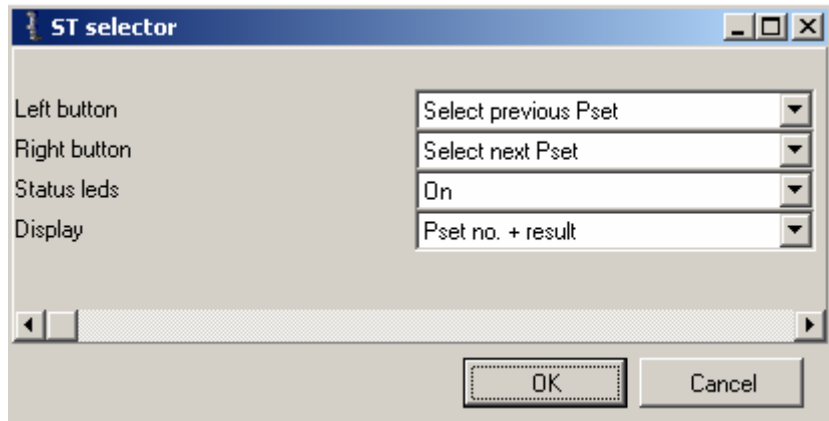 ST selector
Left button Select previous Pset
Right button Select next Pset
Status leds On
Display Pset no. + result
OK Cancel